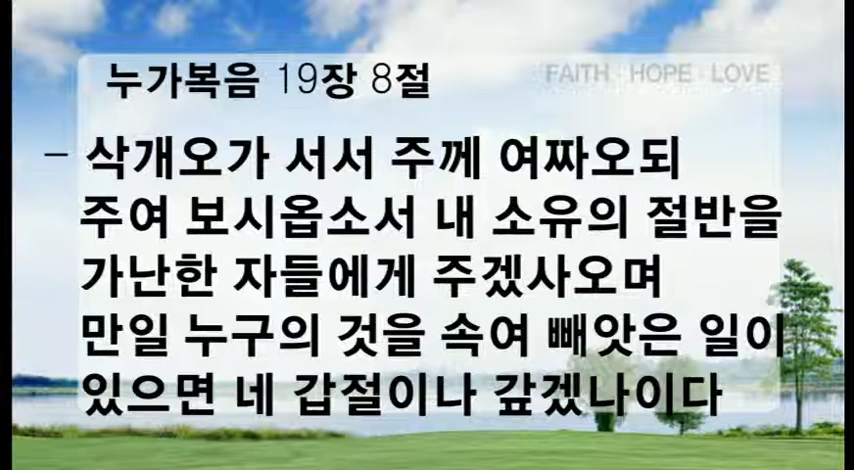 누가복음 19장 8절
FAITH · HOPE · LOVE
- 삭개오가 서서 주께 여짜오되
주여 보시옵소서 내 소유의 절반을
가난한 자들에게 주겠사오며
만일 누구의 것을 속여 빼앗은 일이
있으면 네 갑절이나 갚겠나이다